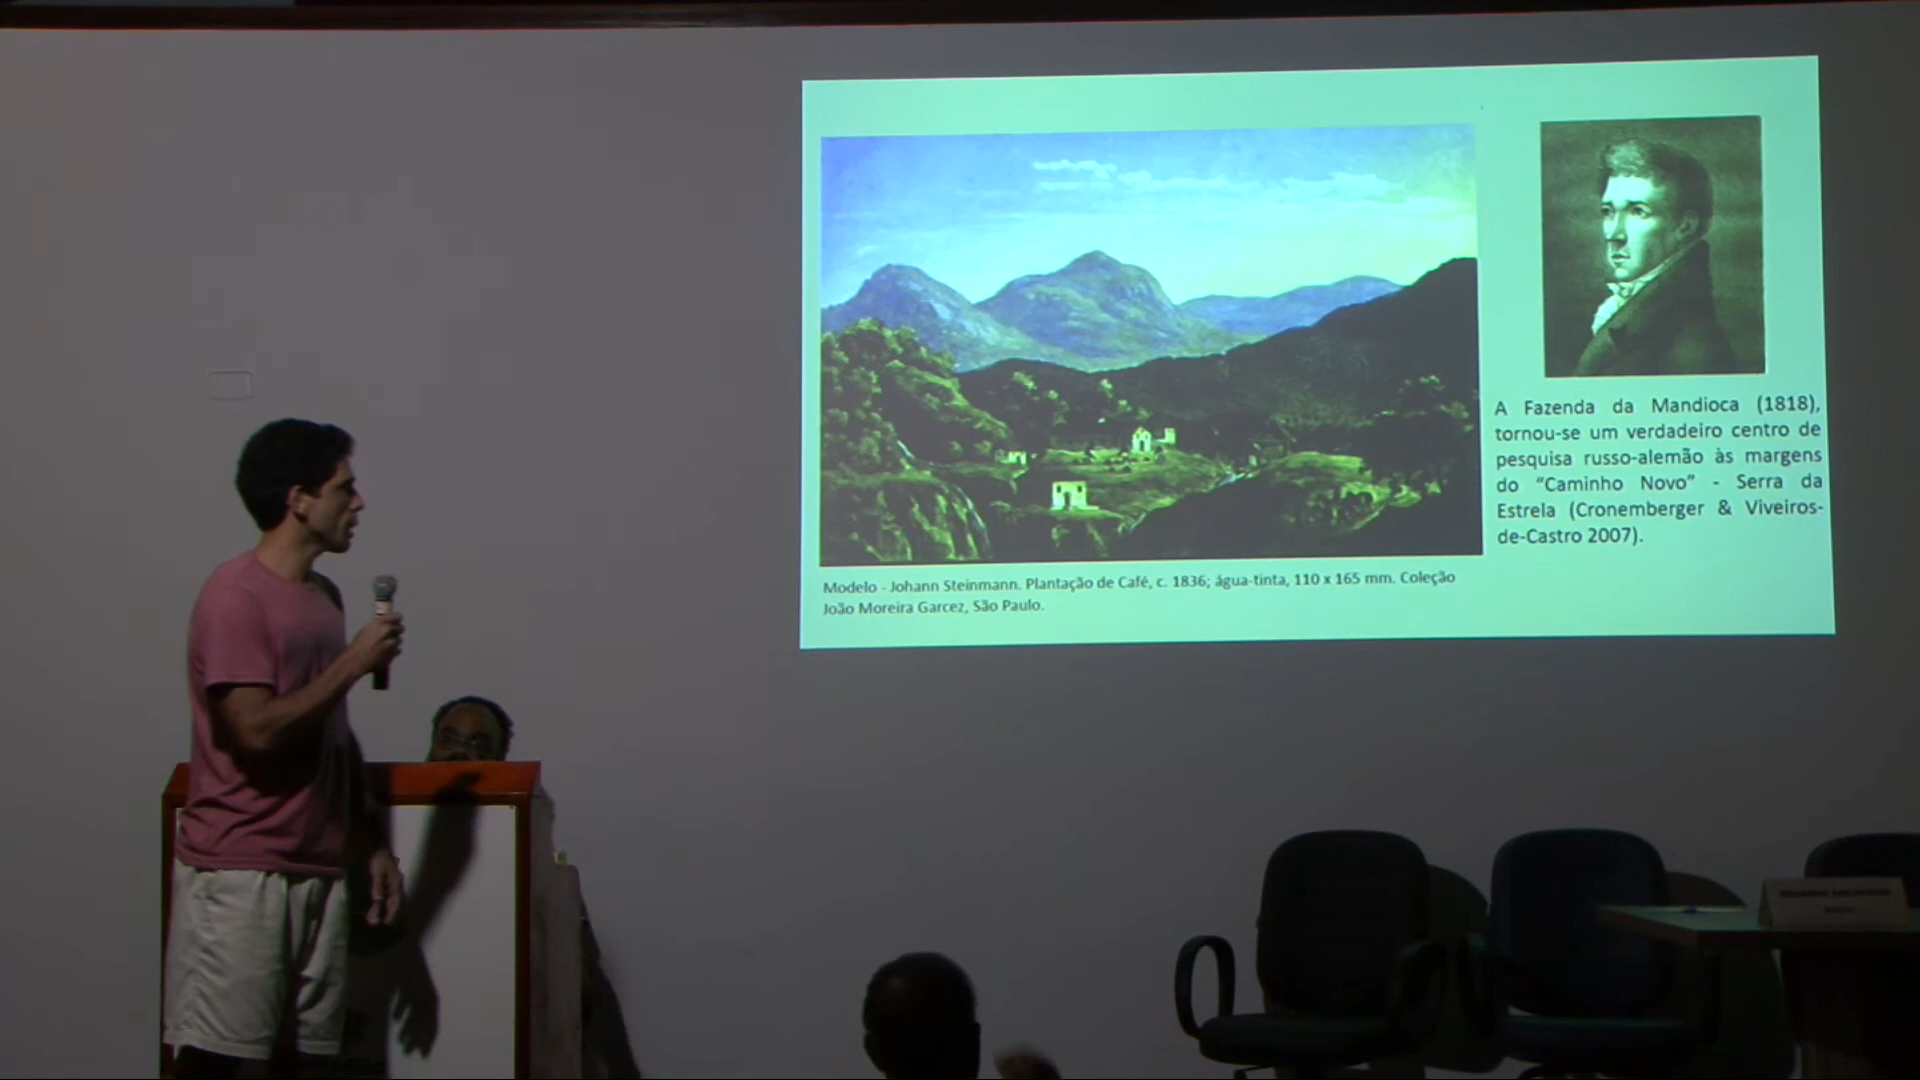 A Fazenda da Mandioca (1818),
tornou-se um verdadeiro centro de
pesquisa russo-alemão às margens
do “Caminho Novo” - Serra da
Estrela (Cronemberger & Viveiros-
de-Castro 2007).
Modelo - Johann Steinmann. Plantação de Café, c. 1836; água-tinta, 110 x 165 mm. Coleção
João Moreira Garcez, São Paulo.